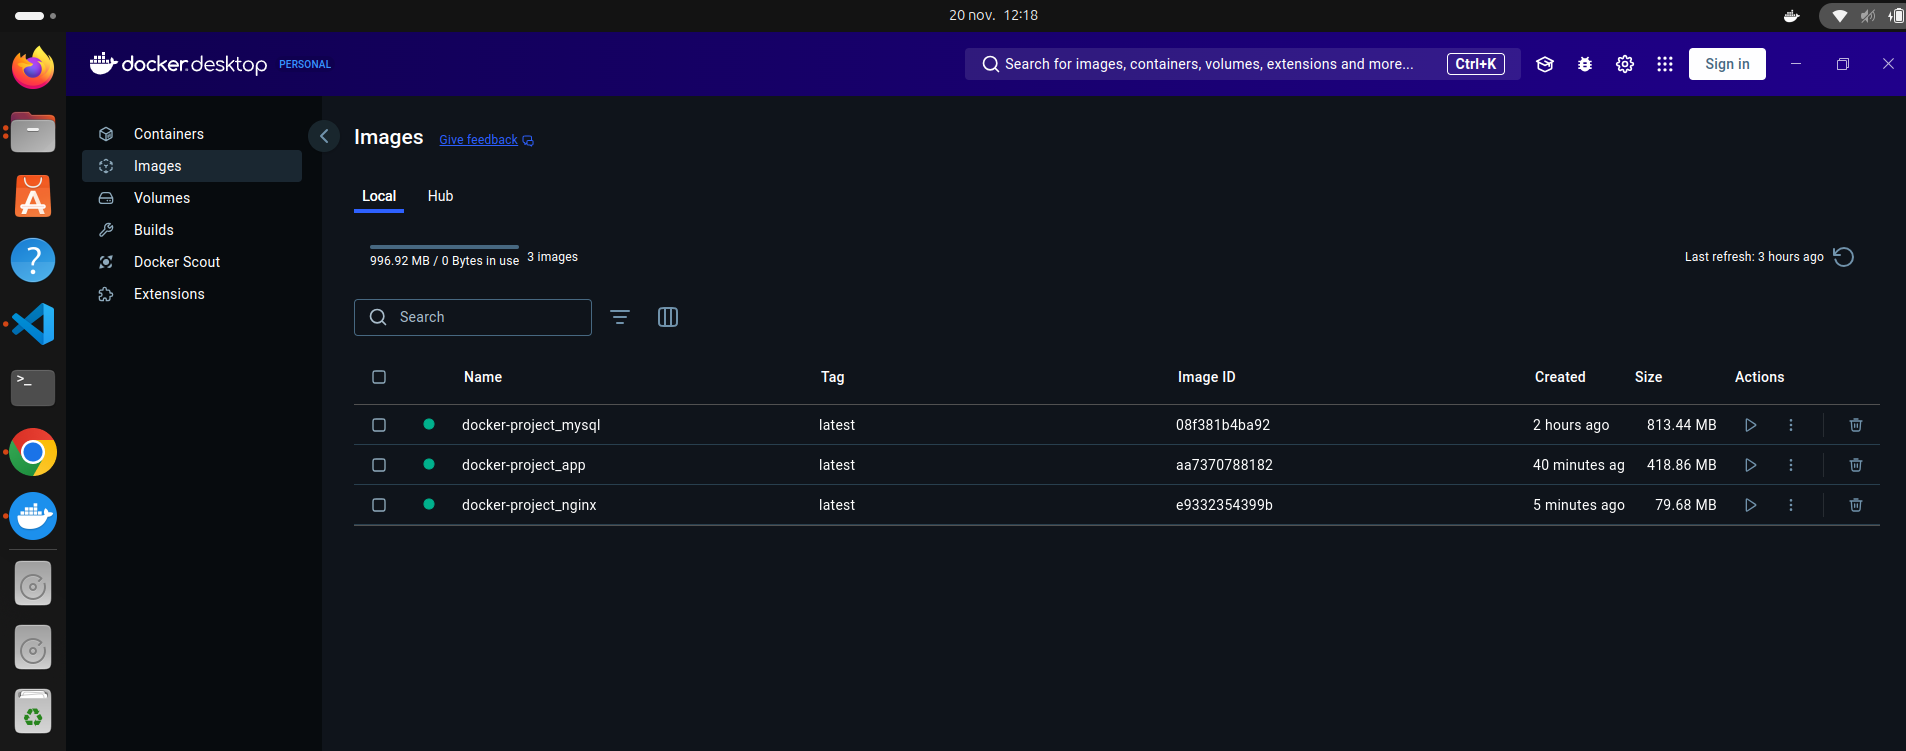 20 nov. 12:18
docker.desktop PERSONAL
Search for images, containers, volumes, extensions and more... Ctrl+K
Sign in
Containers
Images
Volumes
Builds
Docker Scout
Extensions
Images Give feedback
Local Hub
996.92 MB / 0 Bytes in use 3 images
Last refresh: 3 hours ago
Search
Name Tag Image ID Created Size Actions
docker-project_mysql latest 08f381b4ba92 2 hours ago 813.44 MB
docker-project_app latest aa7370788182 40 minutes ag 418.86 MB
docker-project_nginx latest e9332354399b 5 minutes ago 79.68 MB